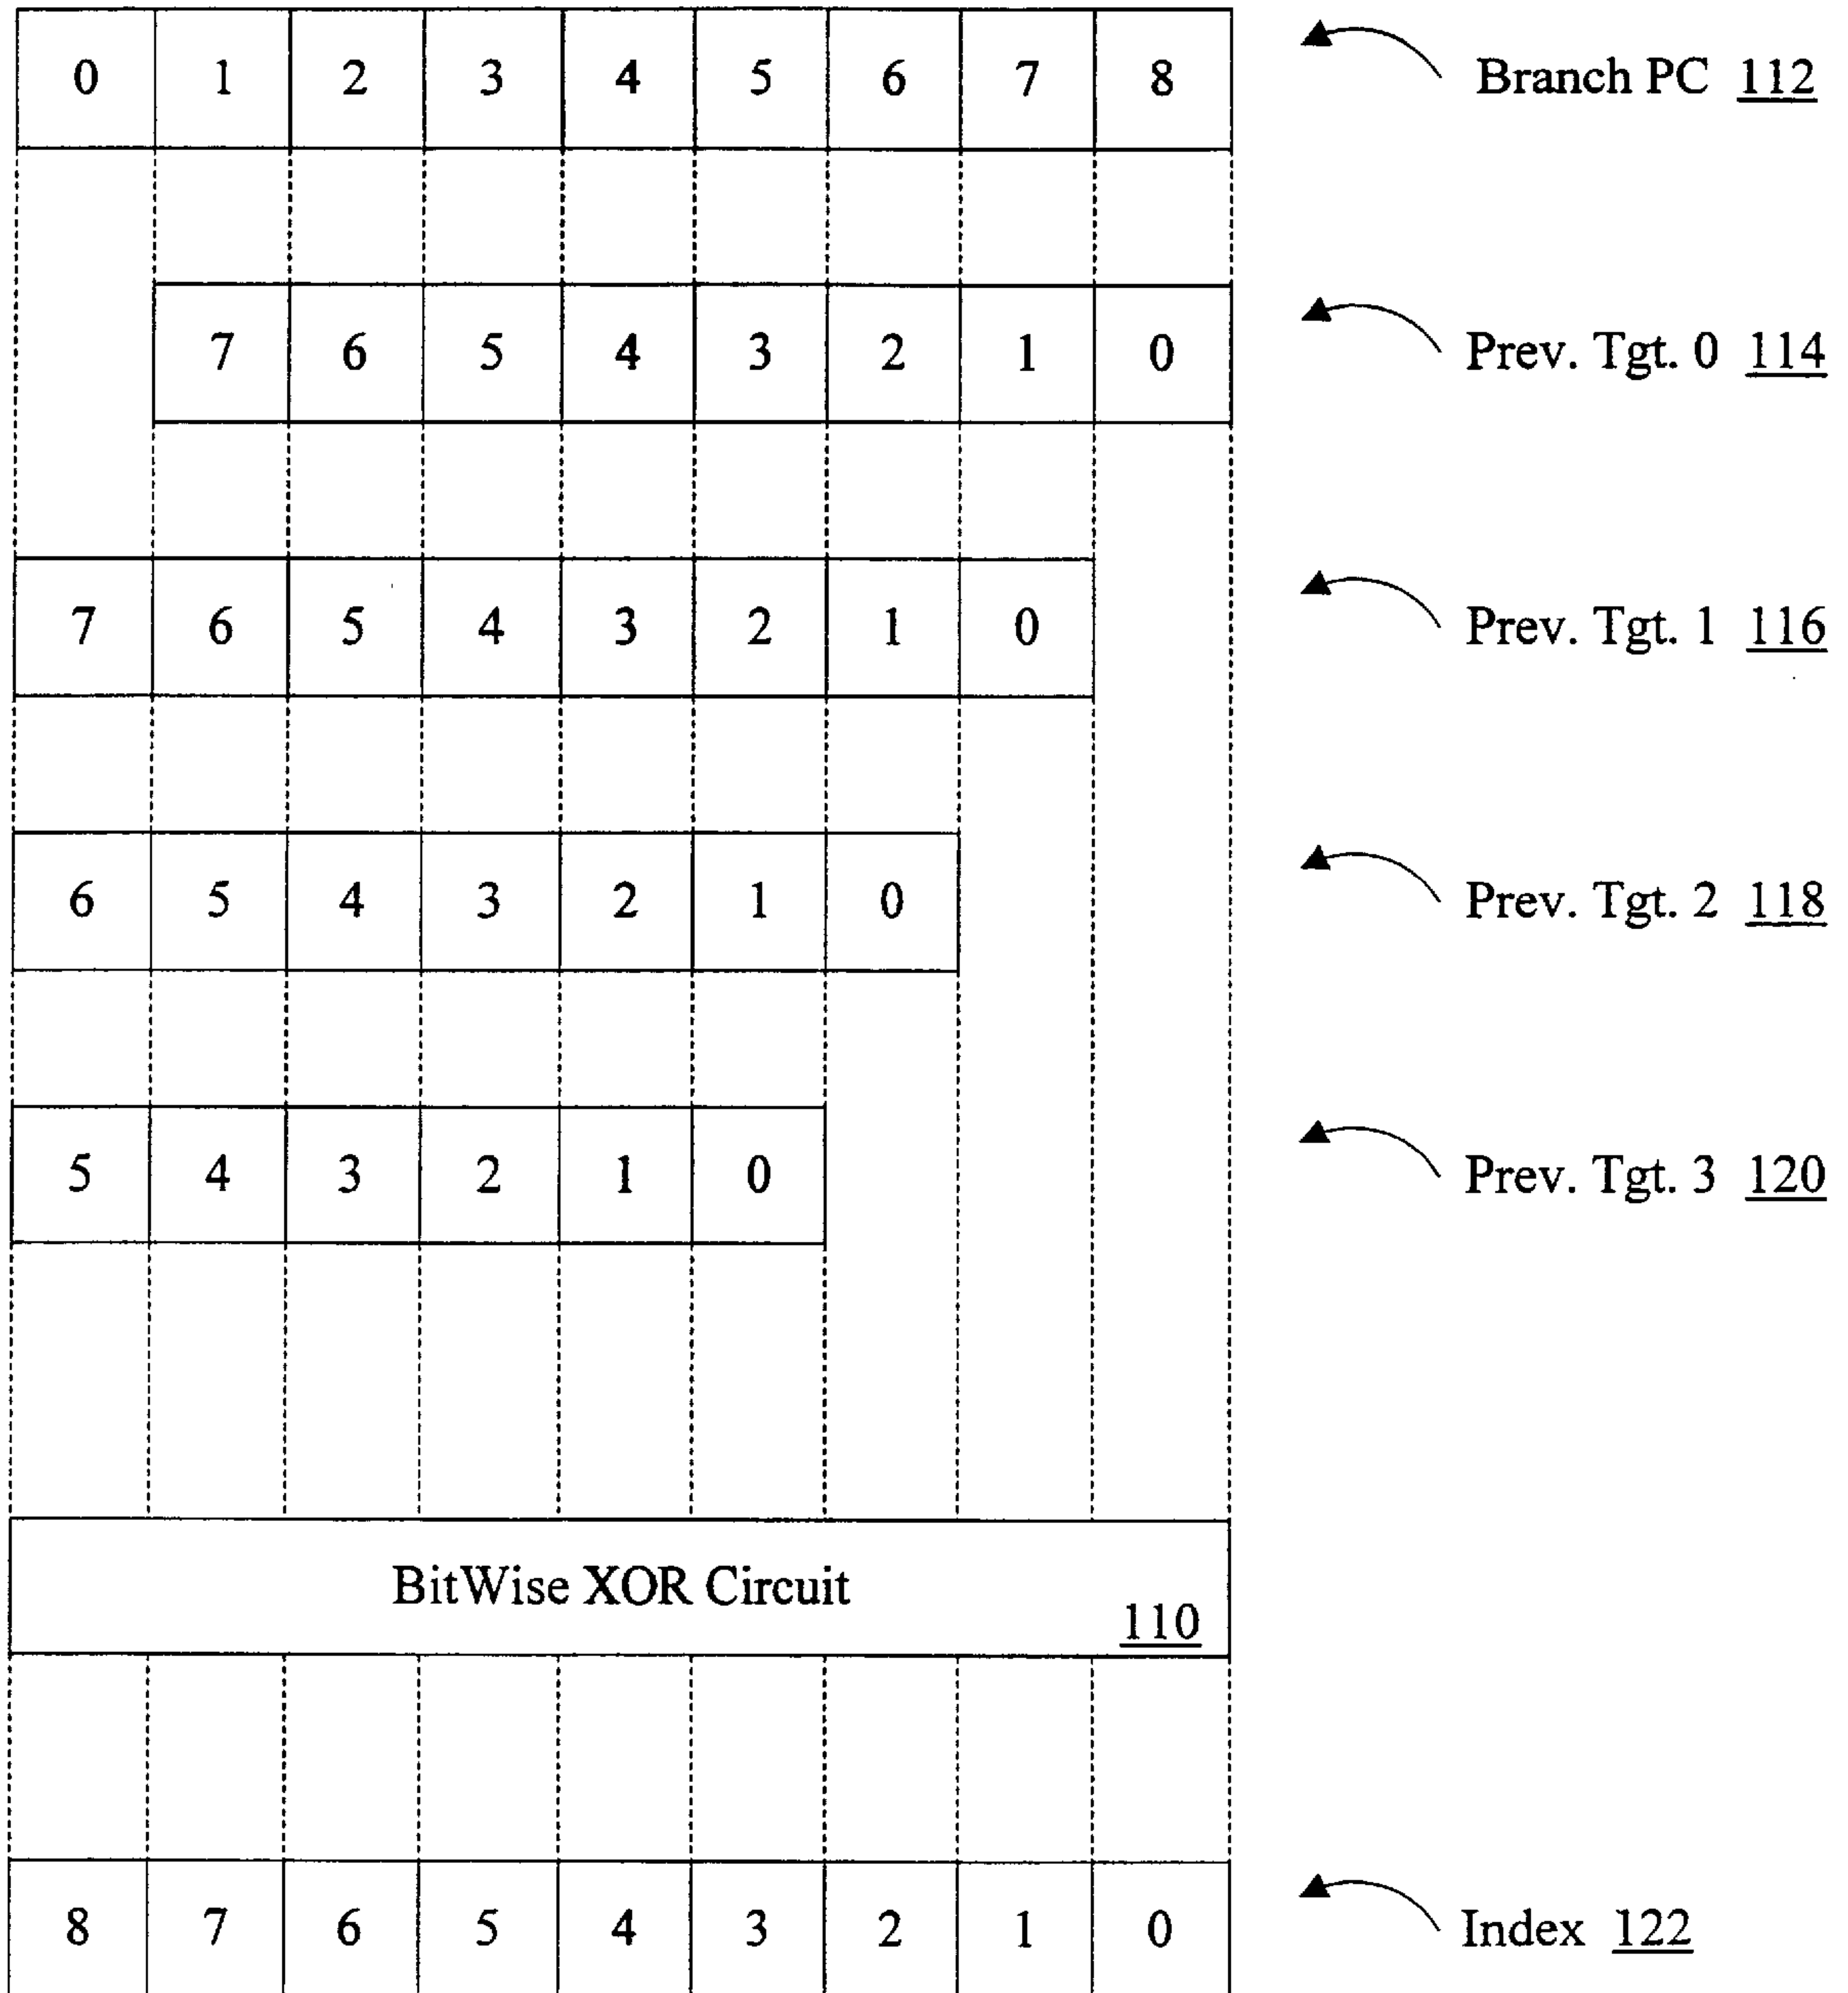 0 1 2 3 4 5 6 7 8 Branch PC 112
7 6 5 4 3 2 1 0 Prev. Tgt. 0 114
7 6 5 4 3 2 1 0 Prev. Tgt. 1 116
6 5 4 3 2 1 0 Prev. Tgt. 2 118
5 4 3 2 1 0 Prev. Tgt. 3 120
BitWise XOR Circuit
110
8 7 6 5 4 3 2 1 0 Index 122